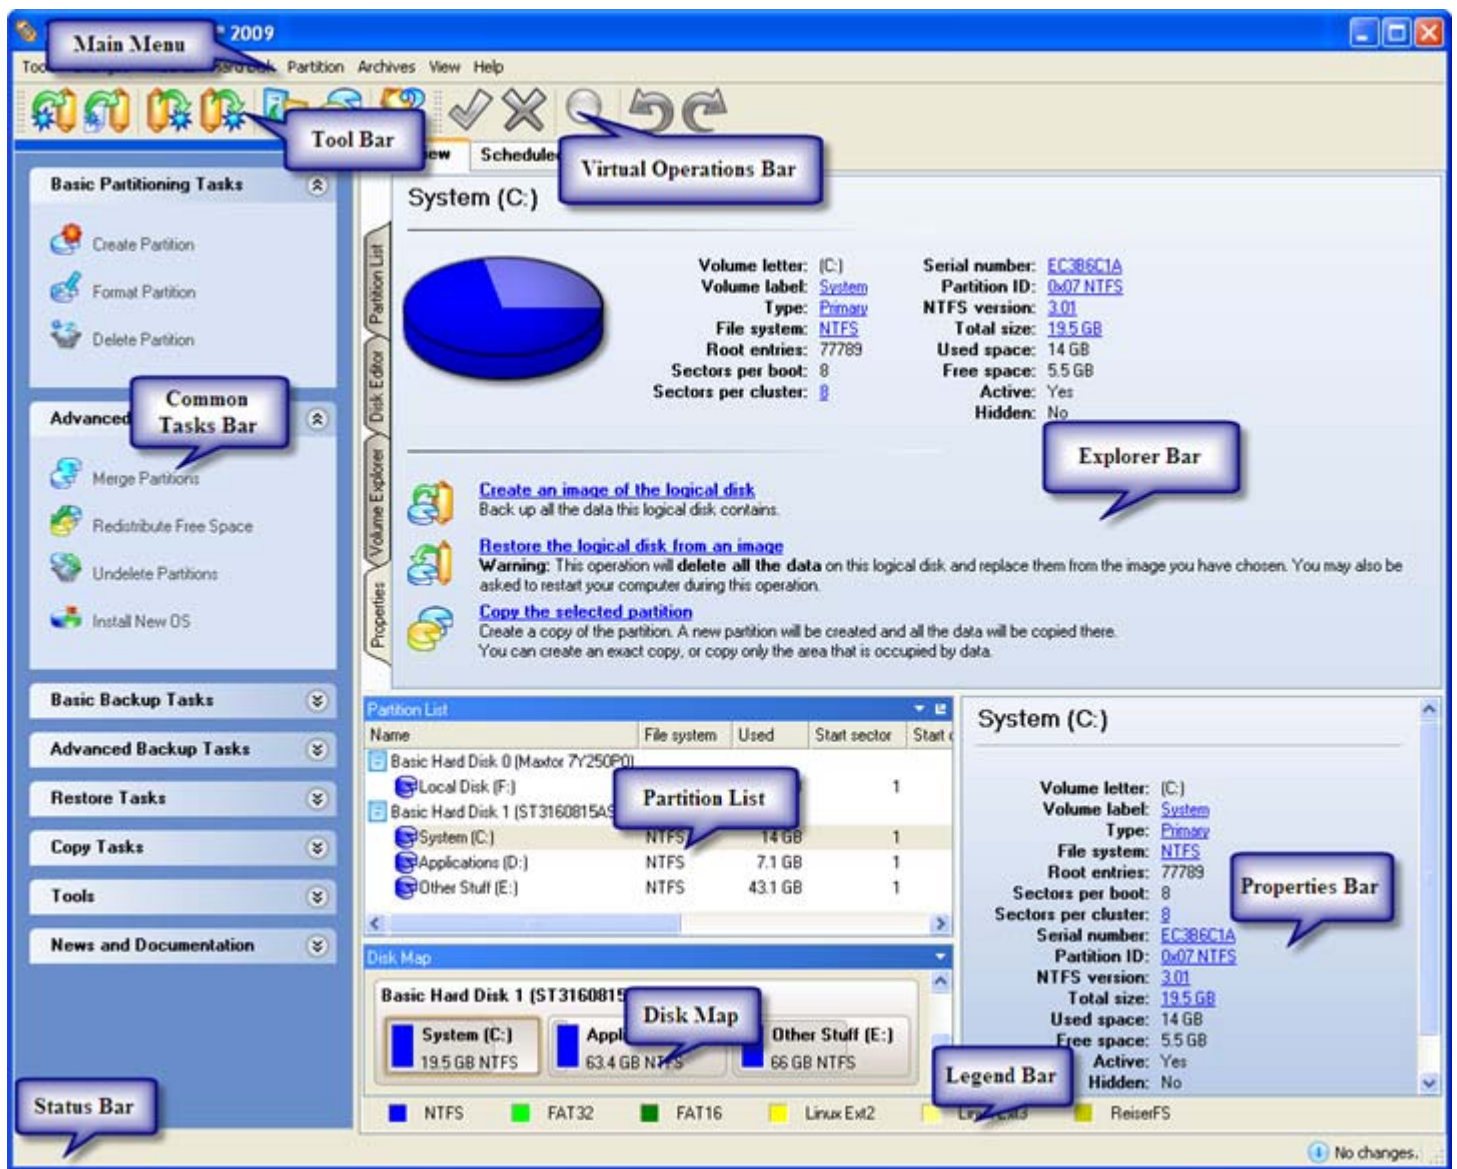 2009
Main Menu
Partition Archives View Help
Tool Bar
Scheduled
Virtual Operations Bar
Basic Partitioning Tasks
Create Partition
Format Partition
Delete Partition
Advanced
Common
Tasks Bar
Merge Partitions
Redistribute Free Space
Undelete Partitions
Install New OS
Basic Backup Tasks
Advanced Backup Tasks
Restore Tasks
Copy Tasks
Tools
News and Documentation
Status Bar
Partition List
Disk Editor
Volume Explorer
Properties
System (C:)
Volume letter: (C:)
Volume label: System
Type: Primary
File system: NTFS
Root entries: 77789
Sectors per boot: 8
Sectors per cluster: 8
Serial number: EC3B6C1A
Partition ID: 0x07 NTFS
NTFS version: 3.01
Total size: 19.5 GB
Used space: 14 GB
Free space: 5.5 GB
Active: Yes
Hidden: No
Explorer Bar
Create an image of the logical disk
Back up all the data this logical disk contains.
Restore the logical disk from an image
Warning: This operation will delete all the data on this logical disk and replace them from the image you have chosen. You may also be
asked to restart your computer during this operation.
Copy the selected partition
Create a copy of the partition. A new partition will be created and all the data will be copied there.
You can create an exact copy, or copy only the area that is occupied by data.
Partition List
Name File system Used Start sector Start
Basic Hard Disk 0 (Maxtor 7Y250P0)
Local Disk (F:) 1
Basic Hard Disk 1 (ST3160815AS
Partition List
System (C:) NTFS 14 GB 1
Applications (D:) NTFS 7.1 GB 1
Other Stuff (E:) NTFS 43.1 GB 1
Disk Map
Basic Hard Disk 1 (ST3160815
Disk Map
System (C:)
19.5 GB NTFS
Appl
63.4 GB NTFS
Other Stuff (E:)
66 GB NTFS
NTFS FAT32 FAT16 Linux Ext2 Linux Ext3 ReiserFS
Legend Bar
System (C:)
Volume letter: (C:)
Volume label: System
Type: Primary
File system: NTFS
Root entries: 77789
Sectors per boot: 8
Sectors per cluster: 8
Serial number: EC3B6C1A
Partition ID: 0x07 NTFS
NTFS version: 3.01
Total size: 19.5 GB
Used space: 14 GB
Free space: 5.5 GB
Active: Yes
Hidden: No
Properties Bar
No changes.